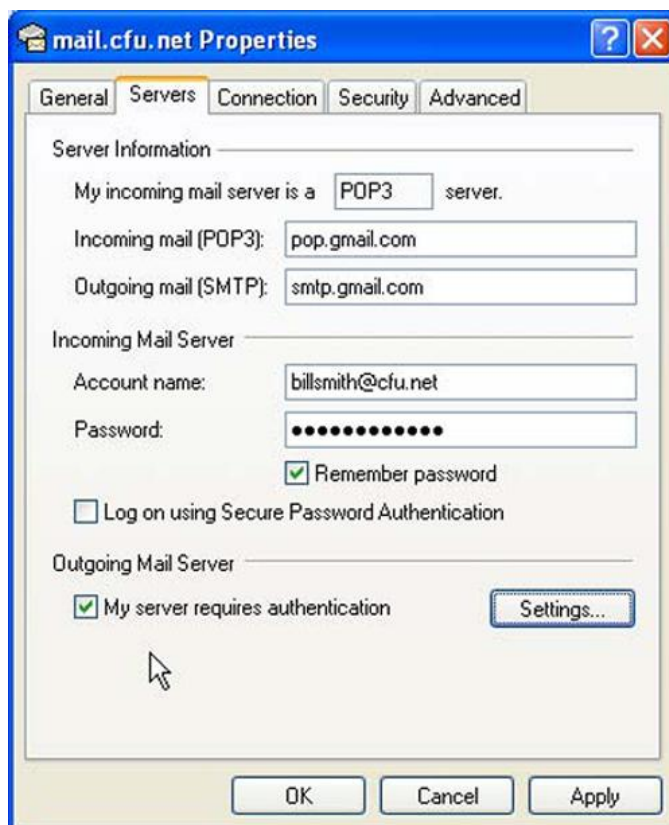 mail.cfu.net Properties
General Servers Connection Security Advanced
Server Information
My incoming mail server is a POP3 server.
Incoming mail (POP3): pop.gmail.com
Outgoing mail (SMTP): smtp.gmail.com
Incoming Mail Server
Account name: billsmith@cfu.net
Password: ●●●●●●●●●●●●
Remember password
Log on using Secure Password Authentication
Outgoing Mail Server
My server requires authentication Settings...
OK Cancel Apply